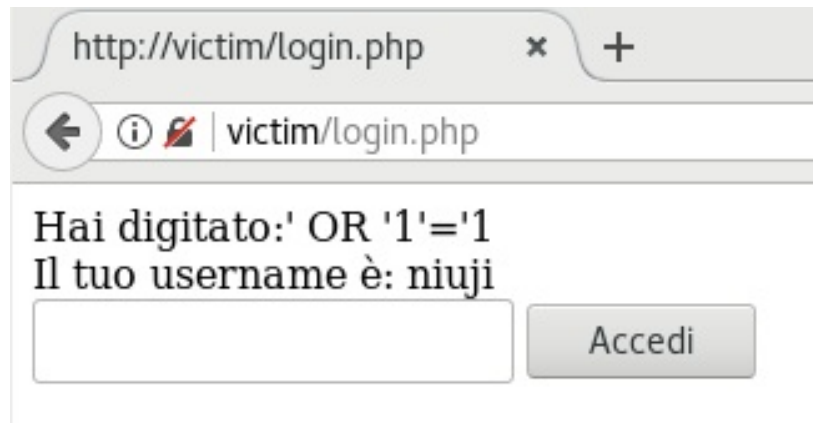 http://victim/login.php
victim/login.php
Hai digitato:' OR '1'='1
Il tuo username è: niuji
Accedi